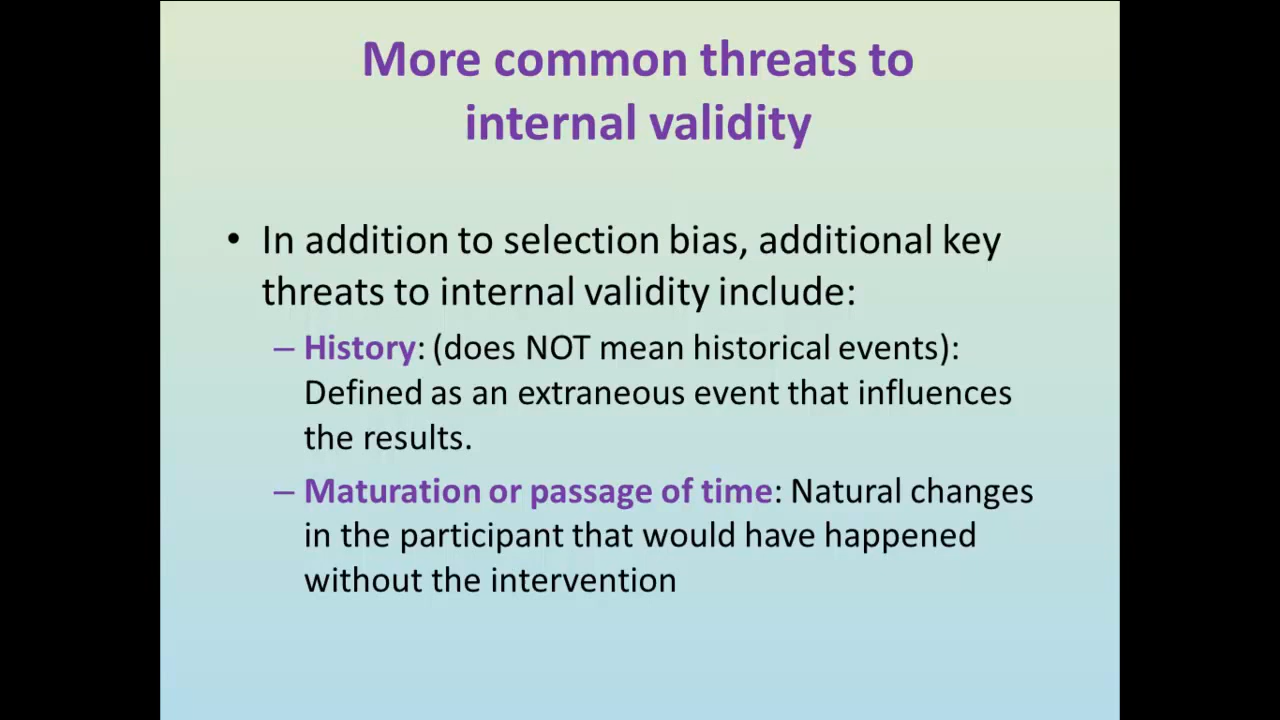 More common threats to
internal validity
• In addition to selection bias, additional key
threats to internal validity include:
– History: (does NOT mean historical events):
Defined as an extraneous event that influences
the results.
– Maturation or passage of time: Natural changes
in the participant that would have happened
without the intervention